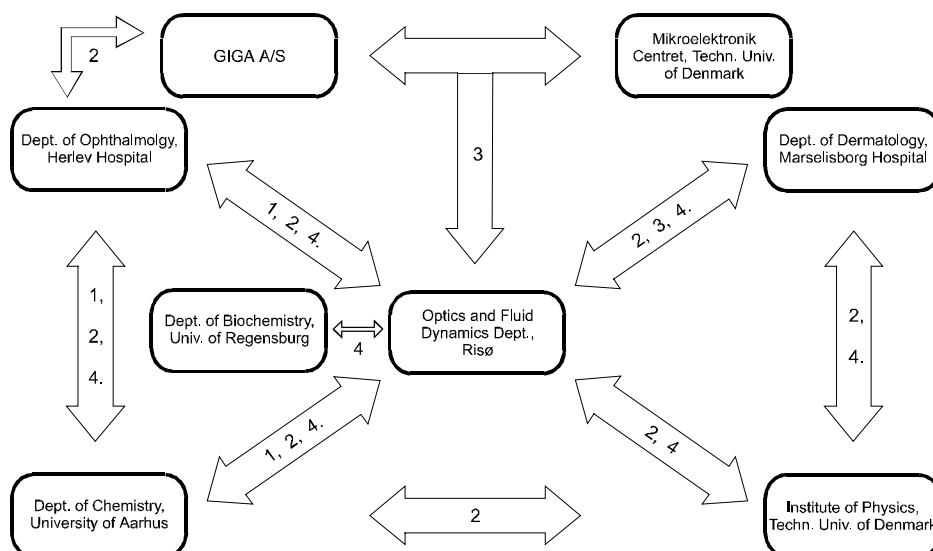 2
GIGA A/S
Mikroelektronik
Centret, Techn. Univ.
of Denmark
Dept. of Ophthalmolgy,
Herlev Hospital
3
Dept. of Dermatology,
Marselisborg Hospital
1, 2, 4.
2, 3, 4.
1,
2,
4.
Dept. of Biochemistry,
Univ. of Regensburg
4
Optics and Fluid
Dynamics Dept.,
Risø
2,
4.
1, 2, 4.
2, 4
Dept. of Chemistry,
University of Aarhus
2
Institute of Physics,
Techn. Univ. of Denmark